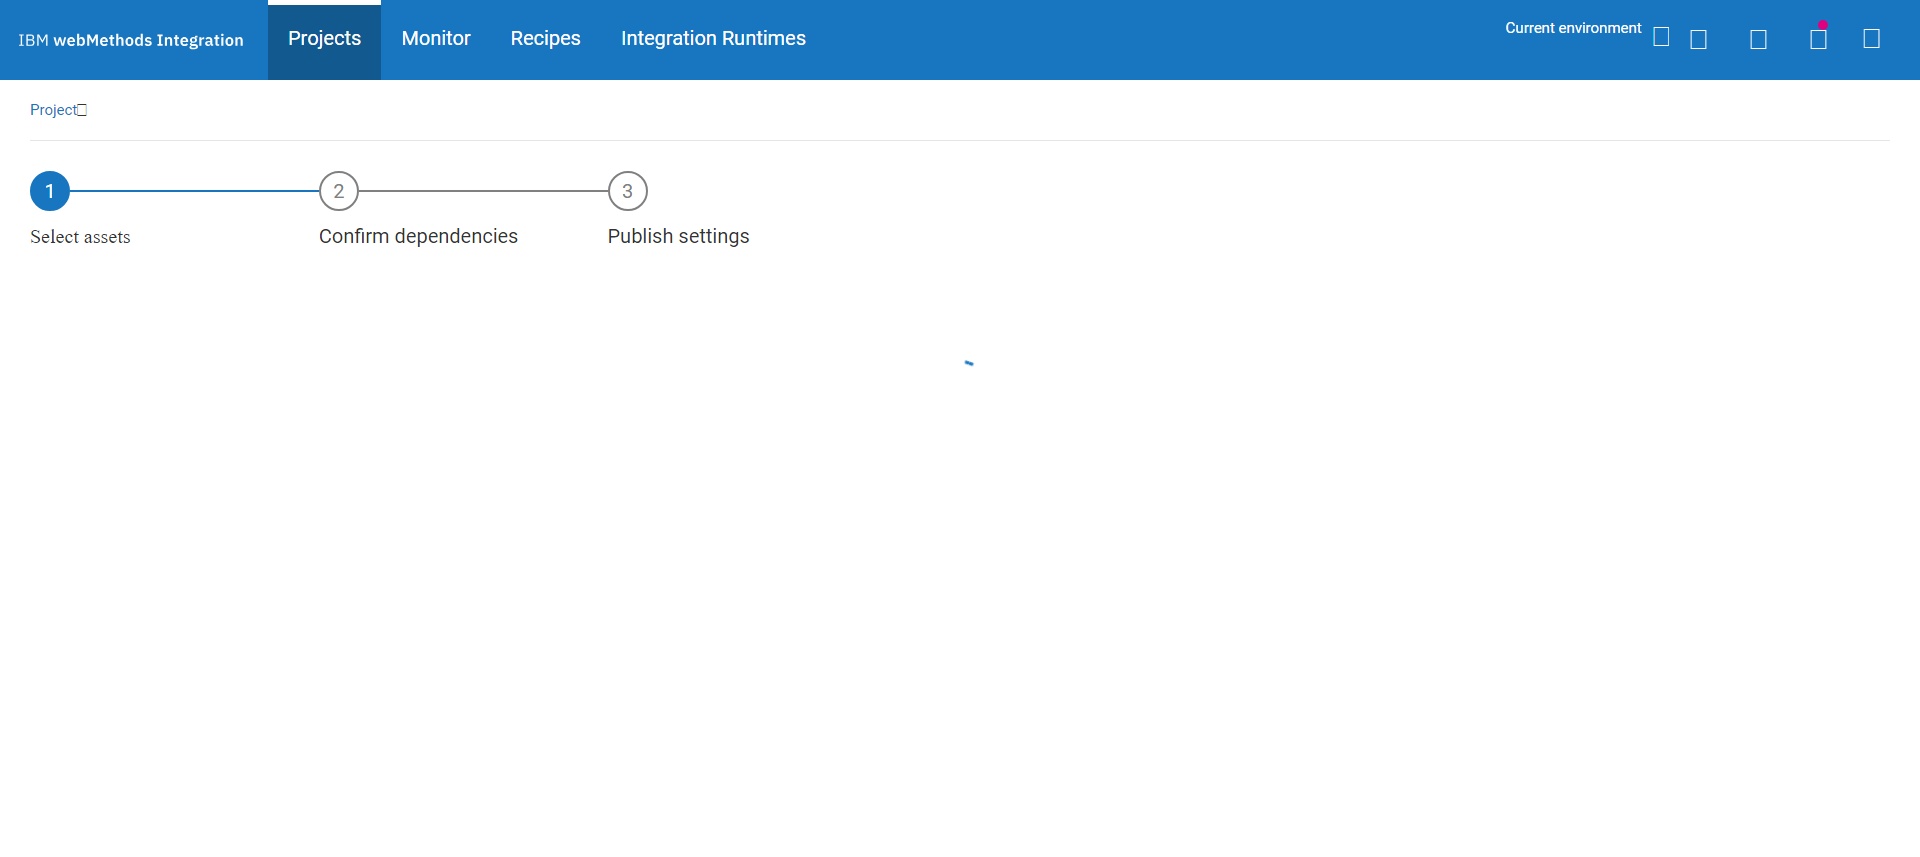 IBM webMethods Integration
Projects
Monitor
Recipes
Integration Runtimes
Current environment
Project
1
2
3
Select assets
Confirm dependencies
Publish settings